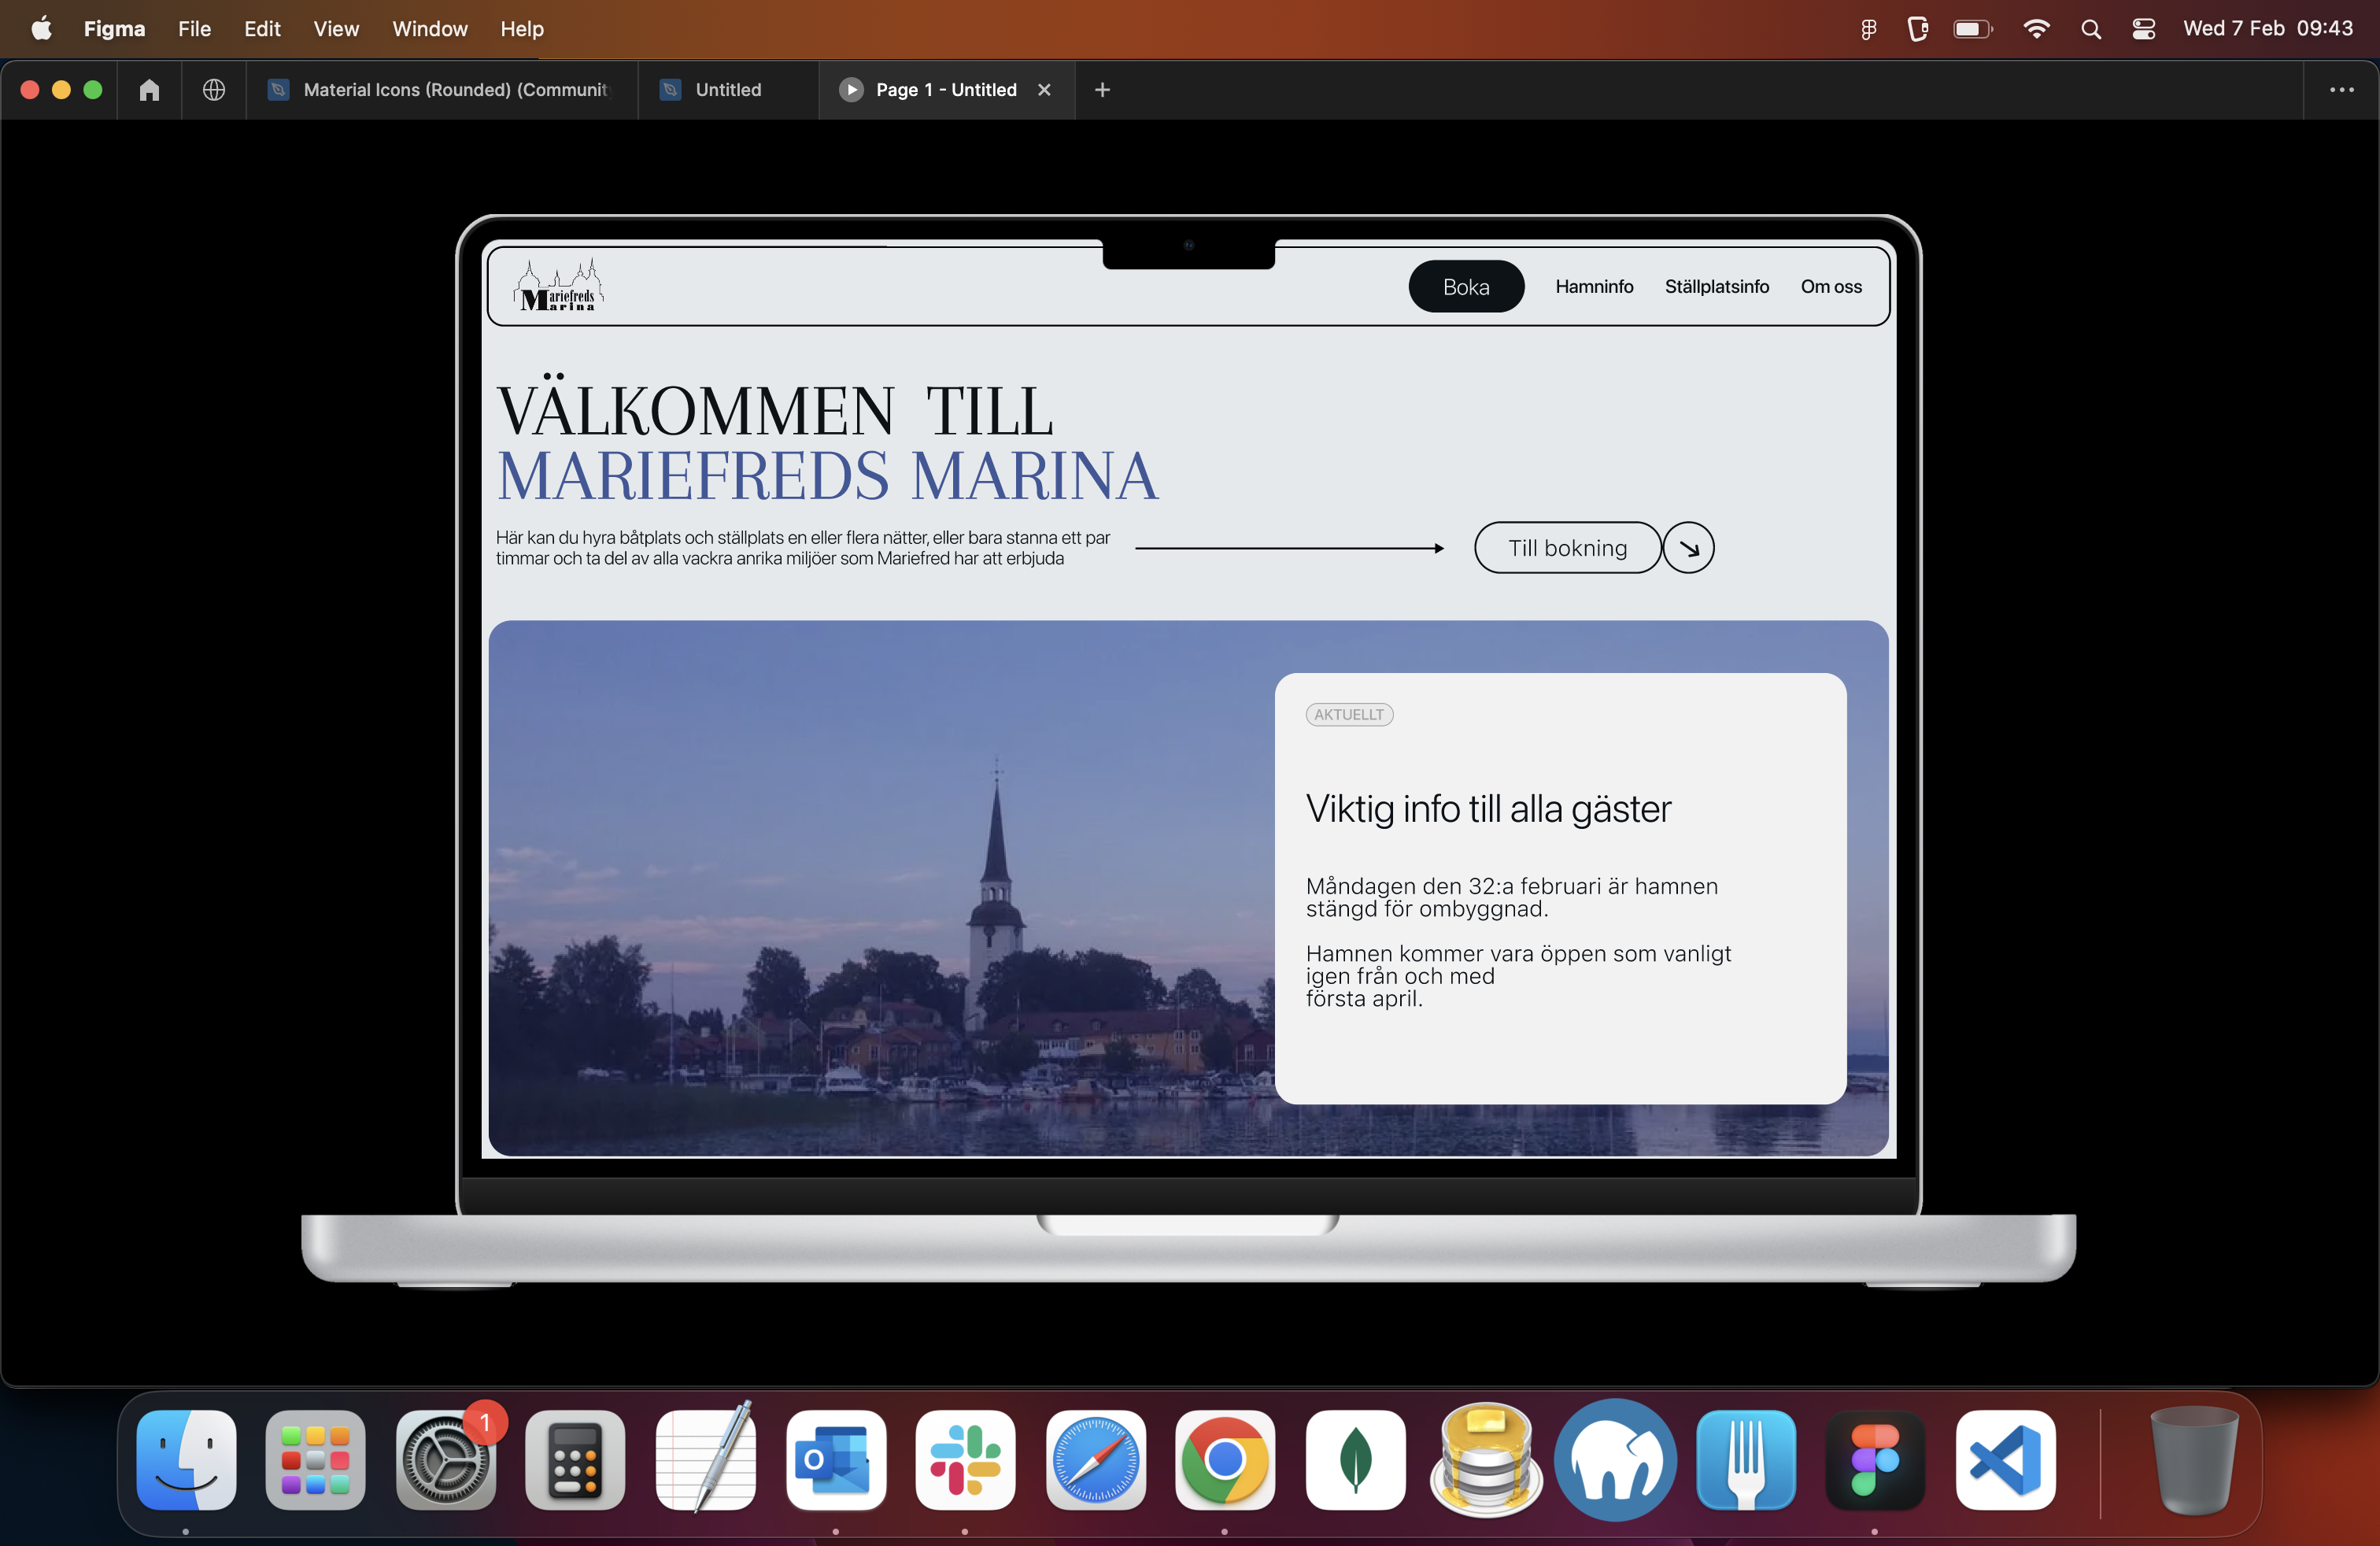 Figma File Edit View Window Help Wed 7 Feb 09:43
Material Icons (Rounded) (Communit Untitled Page 1 - Untitled
Mariefreds
Marina
Boka Hamninfo Ställplatsinfo Om oss
VÄLKOMMEN TILL
MARIEFREDS MARINA
Här kan du hyra båtplats och ställplats en eller flera nätter, eller bara stanna ett par
timmar och ta del av alla vackra anrika miljöer som Mariefred har att erbjuda
Till bokning
AKTUELLT
Viktig info till alla gäster
Måndagen den 32:a februari är hamnen
stängd för ombyggnad.
Hamnen kommer vara öppen som vanligt
igen från och med
första april.
1
O